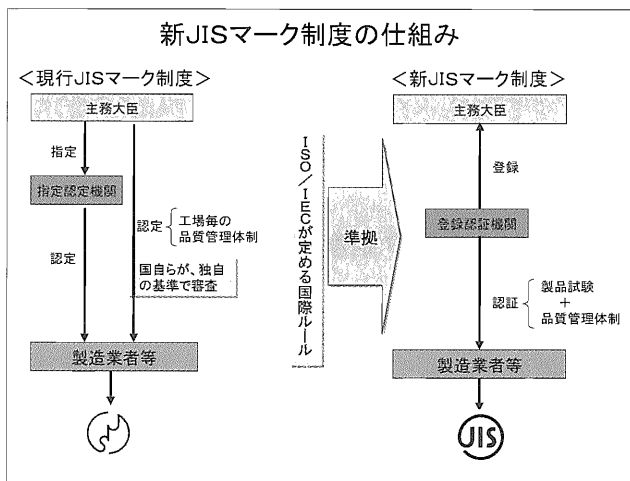 新JISマーク制度の仕組み
＜現行JISマーク制度＞
主務大臣
指定
指定認定機関
認定
認定
工場毎の
品質管理体制
国自らが、独自
の基準で審査
製造業者等
ISO／IECが定める国際ルール
準拠
＜新JISマーク制度＞
主務大臣
登録
登録認証機関
認証
製品試験
＋
品質管理体制
製造業者等
JIS